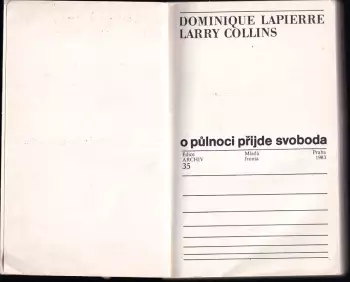 DOMINIQUE LAPIERRE
LARRY COLLINS
o půlnoci přijde svoboda
Edice Mladá Praha
ARCHIV fronta 1983
35